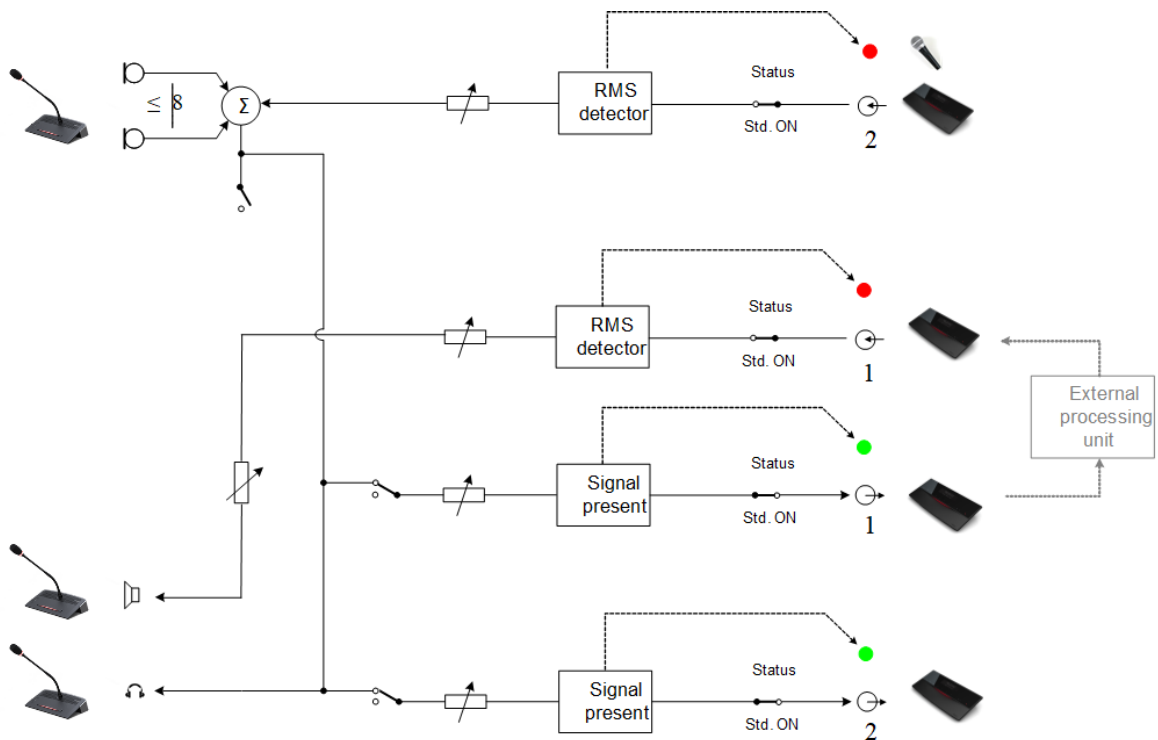 Status
RMS
detector
≤ 8
Σ
Std. ON
2
Status
RMS
detector
Std. ON
1
External
processing
unit
Status
Signal
present
Std. ON
1
Status
Signal
present
Std. ON
2